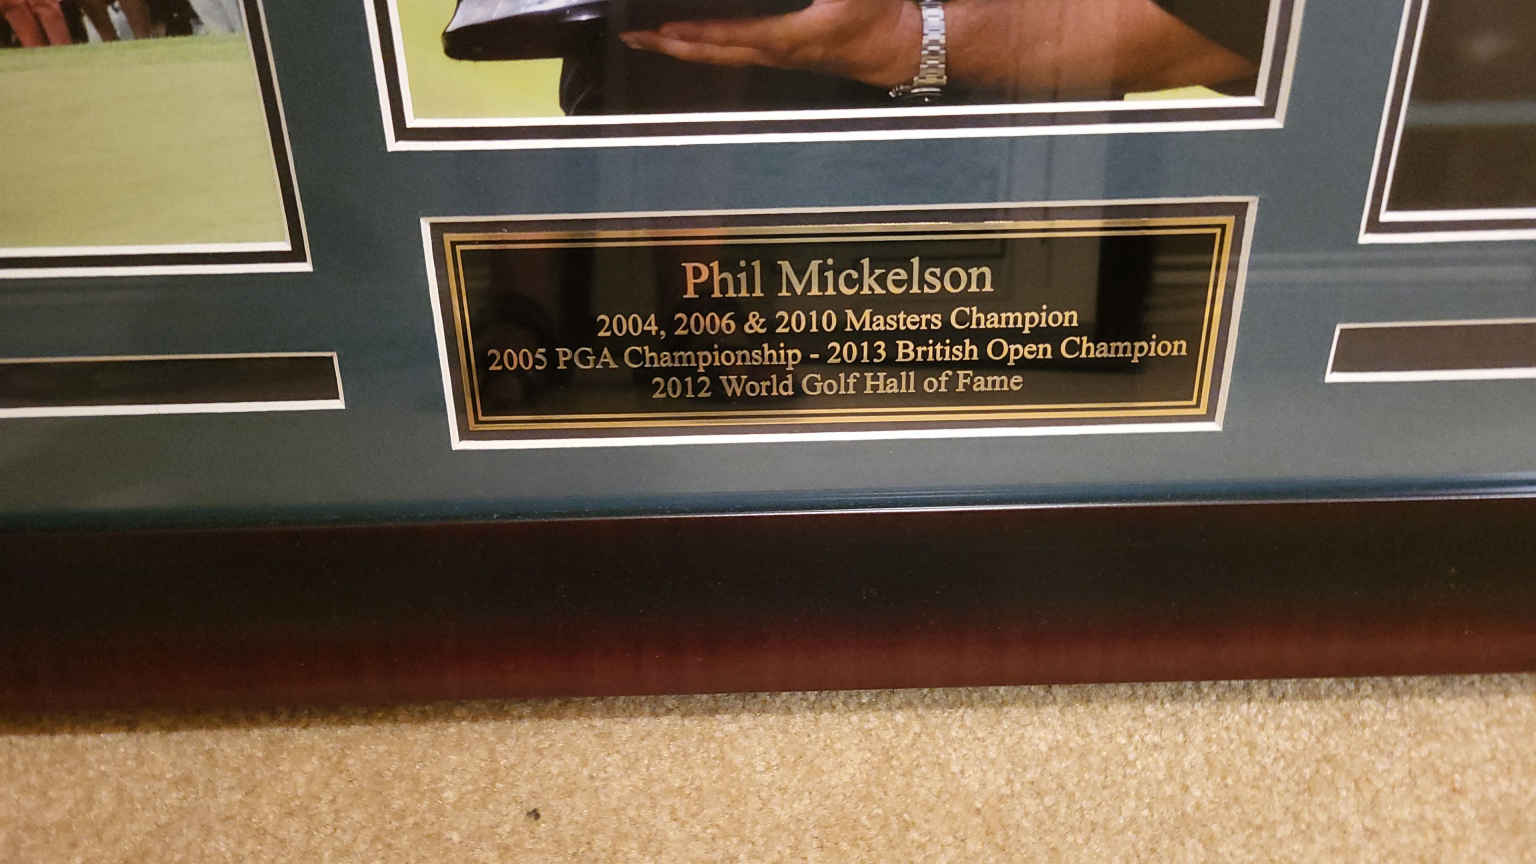 Phil Mickelson
2004, 2006 & 2010 Masters Champion
2005 PGA Championship - 2013 British Open Champion
2012 World Golf Hall of Fame